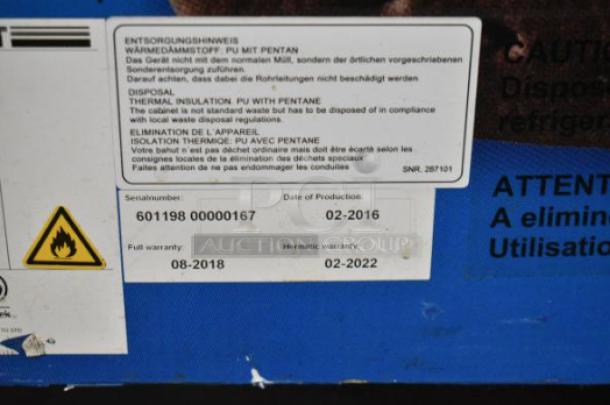 ENTSORGUNGSHINWEIS
WÄRMEDÄMMSTOFF: PU MIT PENTAN
Das Gerät nicht mit dem normalen Müll, sondern der örtlichen vorgeschriebenen
Sonderentsorgung zuführen.
Darauf achten, dass dabei die Rohrleitungen nicht beschädigt werden
DISPOSAL
THERMAL INSULATION: PU WITH PENTANE
The cabinet is not standard waste but has to be disposed of in compliance
with local waste disposal regulations.
ELIMINATION DE L'APPAREIL
ISOLATION THERMIQE: PU AVEC PENTANE
Votre bahut n'est pas déchet ordinaire mais doit être écarté selon les
consignes locales de la élimination des déchets speciaux
Faites attention de ne pas endommager les conduites
SNR. 287101
Serialnumber: Date of Production:
601198 00000167 02-2016
Full warranty: Hermetic warranty:
08-2018 02-2022
PCI
AUCTION GROUP
CAUTI
Dispo
refriger
ATTENT
A elimin
Utilisatio